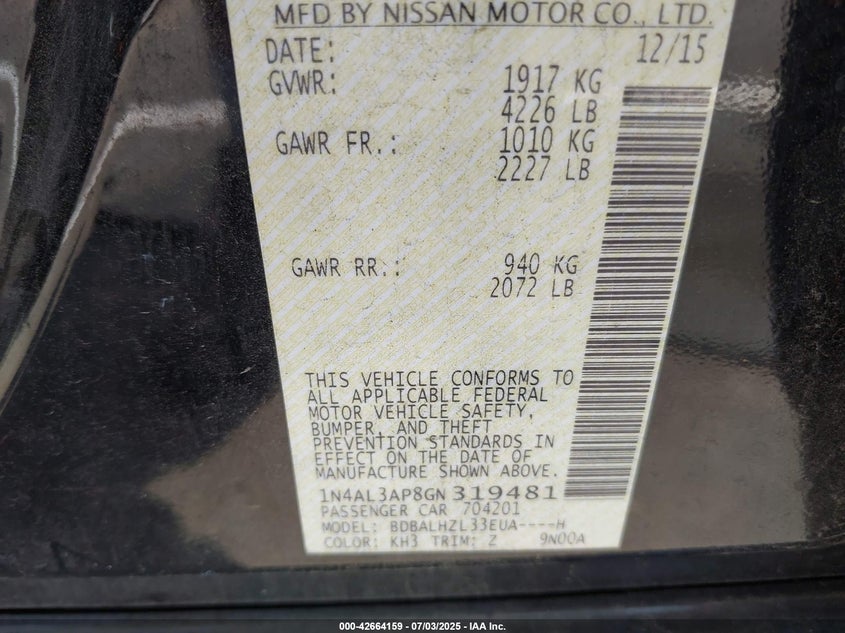 MFD BY NISSAN MOTOR CO., LTD.
DATE: 12/15
GVWR: 1917 KG
4226 LB
GAWR FR.: 1010 KG
2227 LB
GAWR RR.: 940 KG
2072 LB
THIS VEHICLE CONFORMS TO
ALL APPLICABLE FEDERAL
MOTOR VEHICLE SAFETY,
BUMPER, AND THEFT
PREVENTION STANDARDS IN
EFFECT ON THE DATE OF
MANUFACTURE SHOWN ABOVE.
1N4AL3AP8GN319481
PASSENGER CAR 704201
MODEL: BDBALHZL33EUA----H
COLOR: KH3 TRIM: Z 9N00A
000-42664159 - 07/03/2025 - IAA Inc.